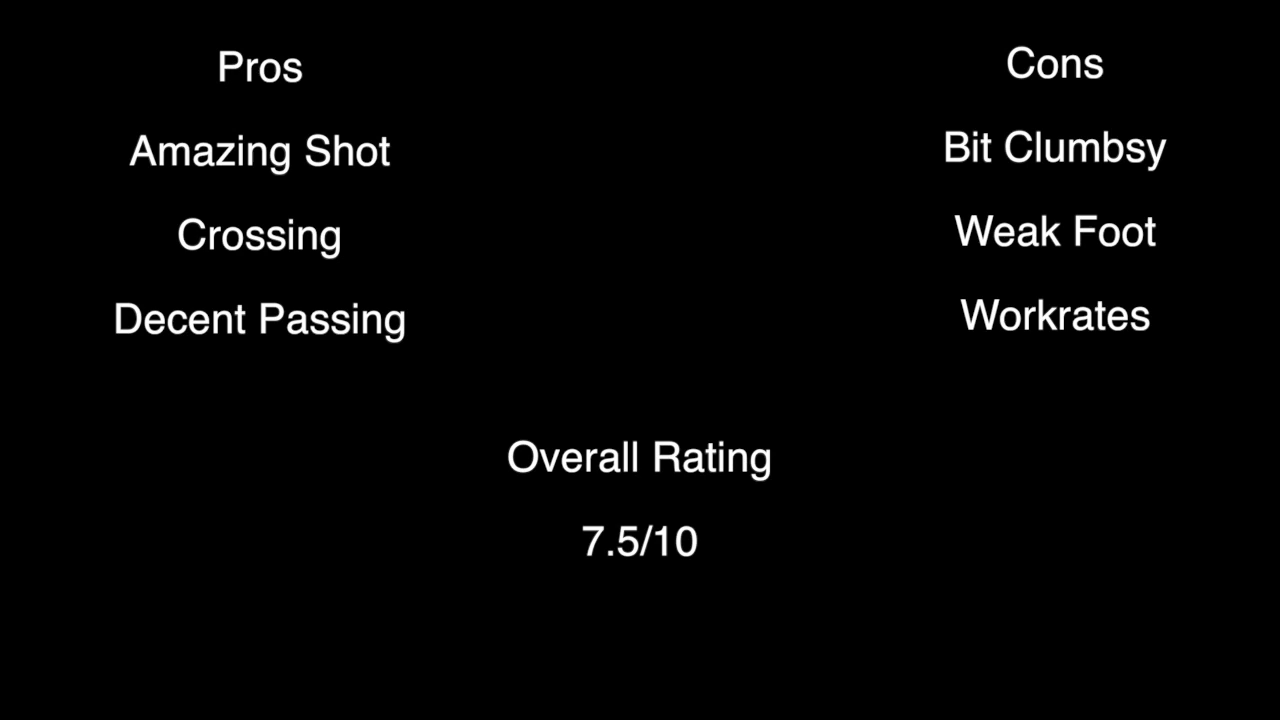 Pros
Amazing Shot
Crossing
Decent Passing
Cons
Bit Clumbsy
Weak Foot
Workrates
Overall Rating
7.5/10